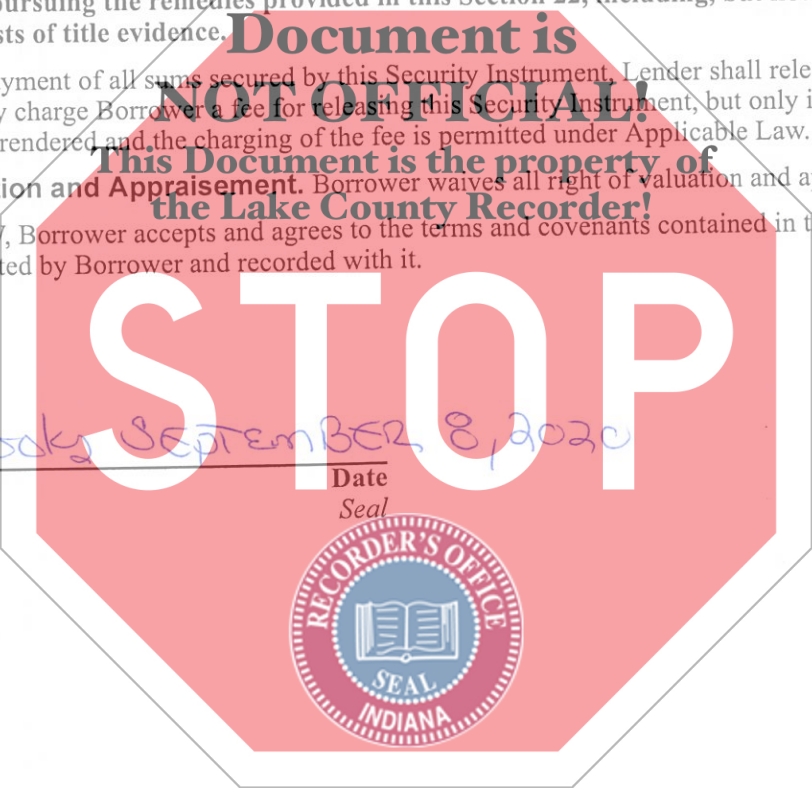 pursuing the remedies provided in this Section 22, including, but no
sts of title evidence.
Document is
yment of all sums secured by this Security Instrument, Lender shall rele
NOT OFFICIAL!
y charge Borrower a fee for releasing this Security Instrument, but only i
rendered and the charging of the fee is permitted under Applicable Law.
This Document is the property of
ion and Appraisement. Borrower waives all right of valuation and a
the Lake County Recorder!
, Borrower accepts and agrees to the terms and covenants contained in t
ted by Borrower and recorded with it.
STOP
SEPTEMBER 8, 2020
Date
Seal
RECORDER'S OFFICE
SEAL
INDIANA